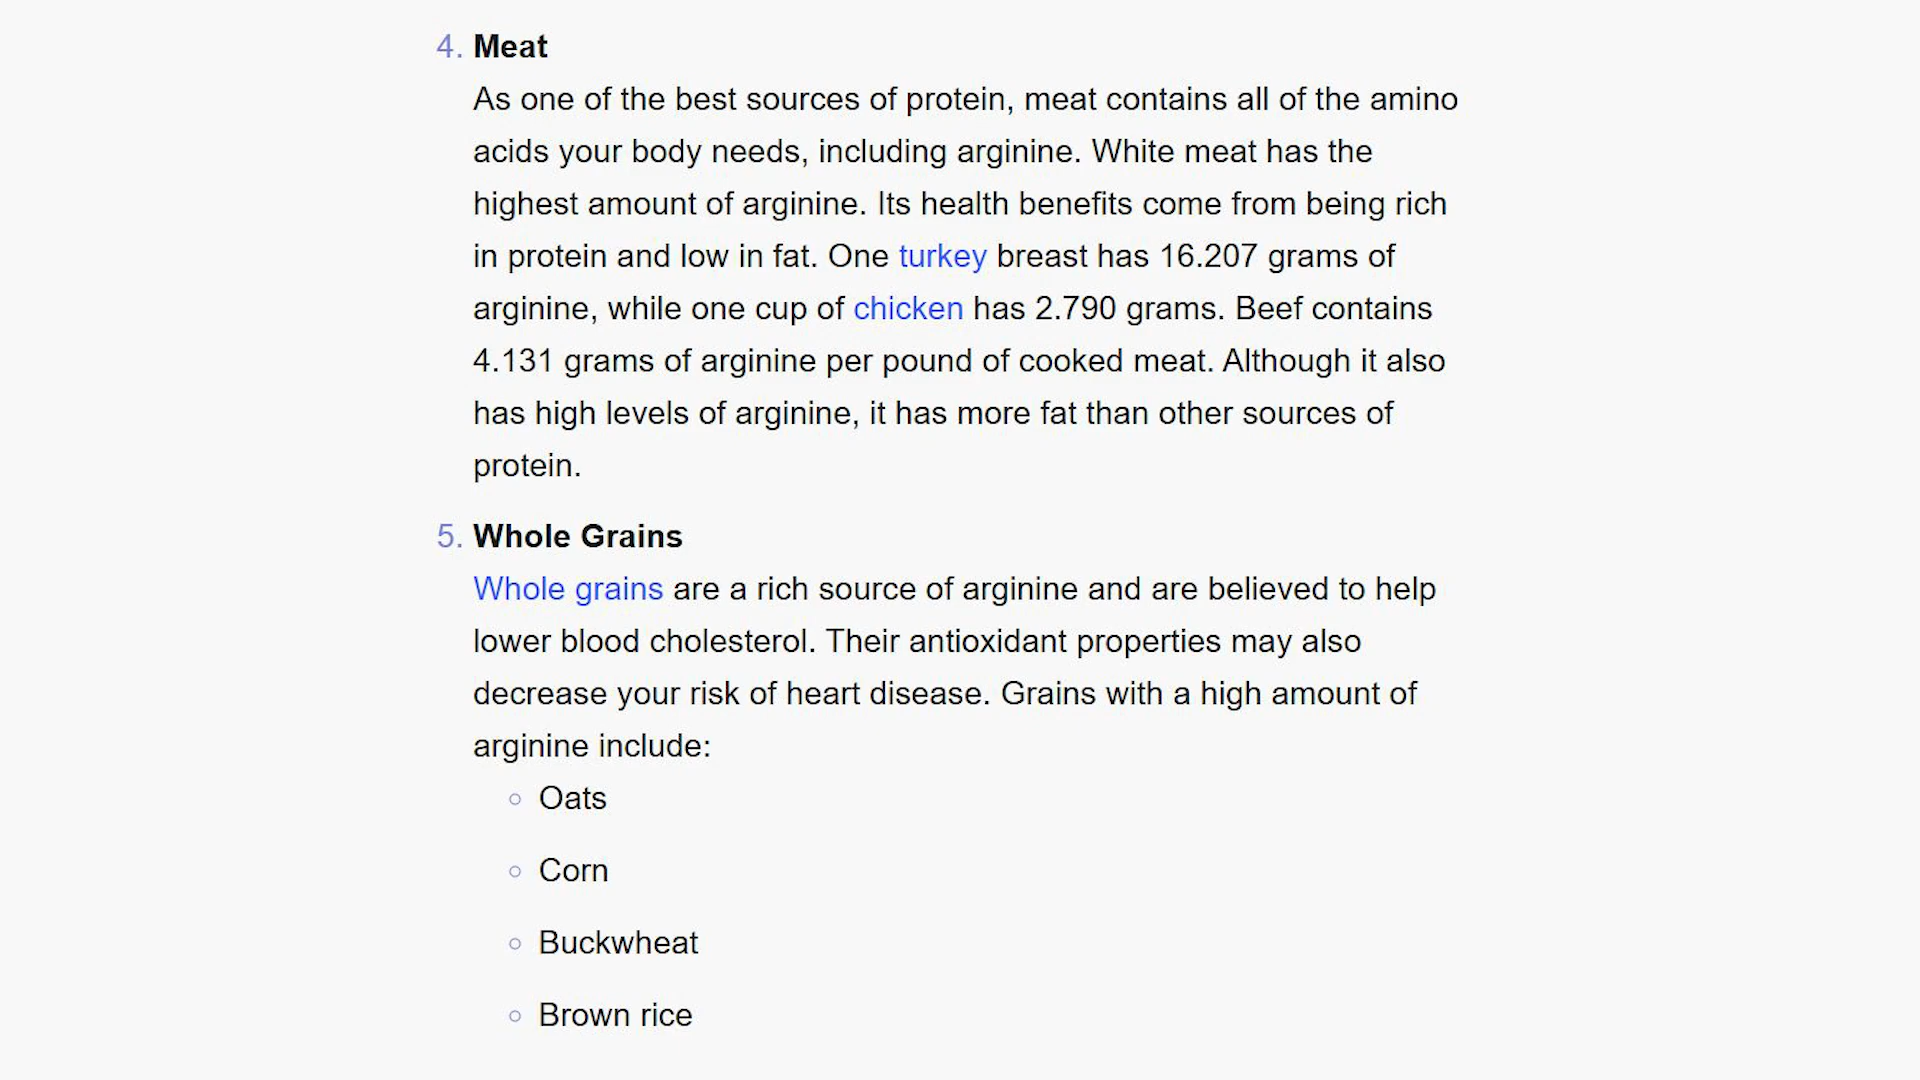 4. Meat
As one of the best sources of protein, meat contains all of the amino
acids your body needs, including arginine. White meat has the
highest amount of arginine. Its health benefits come from being rich
in protein and low in fat. One turkey breast has 16.207 grams of
arginine, while one cup of chicken has 2.790 grams. Beef contains
4.131 grams of arginine per pound of cooked meat. Although it also
has high levels of arginine, it has more fat than other sources of
protein.
5. Whole Grains
Whole grains are a rich source of arginine and are believed to help
lower blood cholesterol. Their antioxidant properties may also
decrease your risk of heart disease. Grains with a high amount of
arginine include:
Oats
Corn
Buckwheat
Brown rice